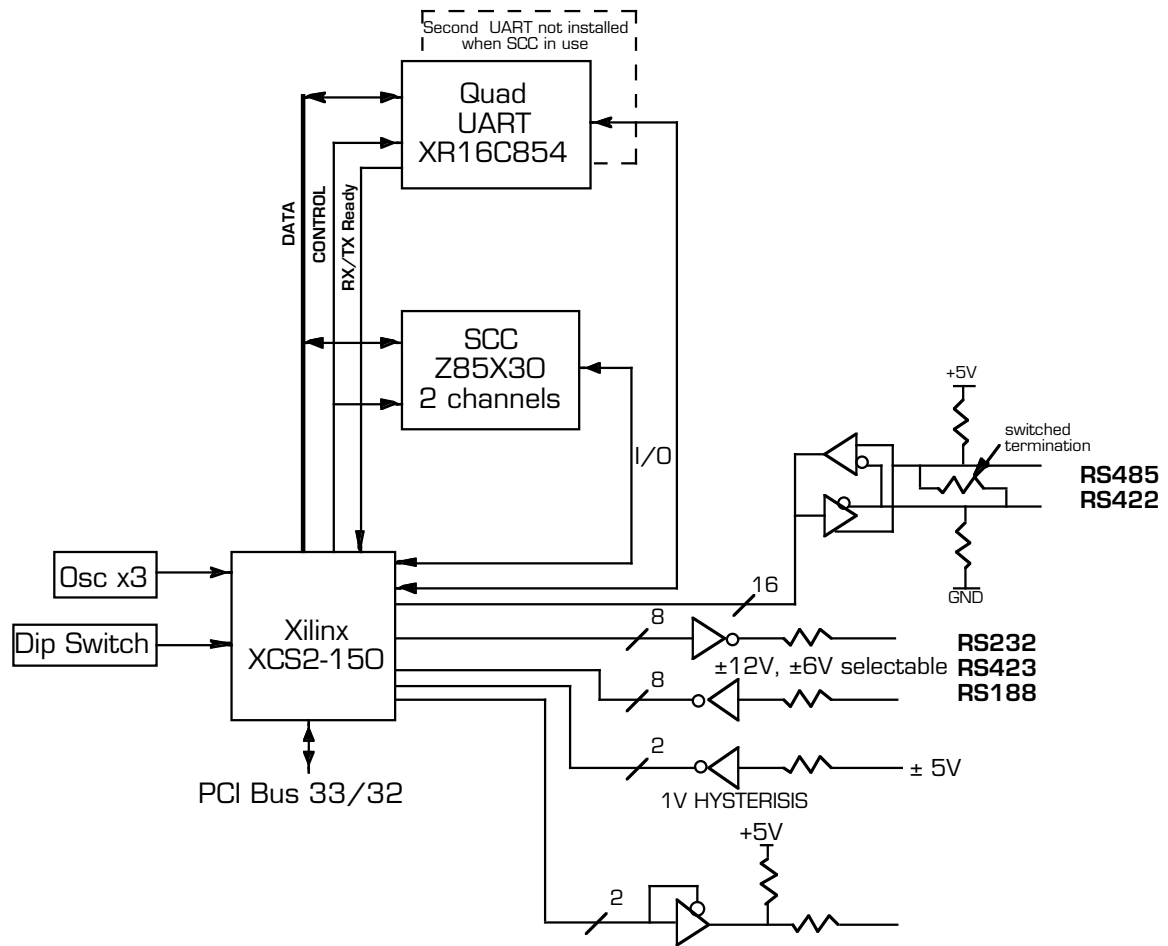 Second UART not installed
when SCC in use
Quad
UART
XR16C854
DATA
CONTROL
RX/TX Ready
SCC
Z85X30
2 channels
I/O
+5V
switched
termination
RS485
RS422
GND
16
Osc x3
Dip Switch
Xilinx
XCS2-150
8
RS232
±12V, ±6V selectable
RS423
8
RS188
2
± 5V
1V HYSTERISIS
PCI Bus 33/32
+5V
2